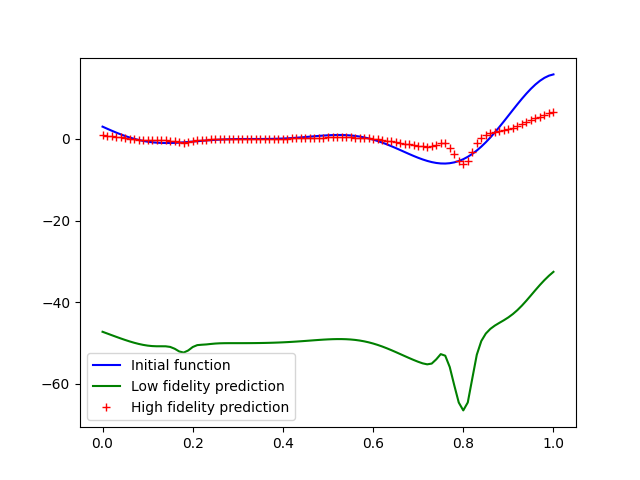 0
−20
−40
−60
Initial function
Low fidelity prediction
High fidelity prediction
0.0 0.2 0.4 0.6 0.8 1.0